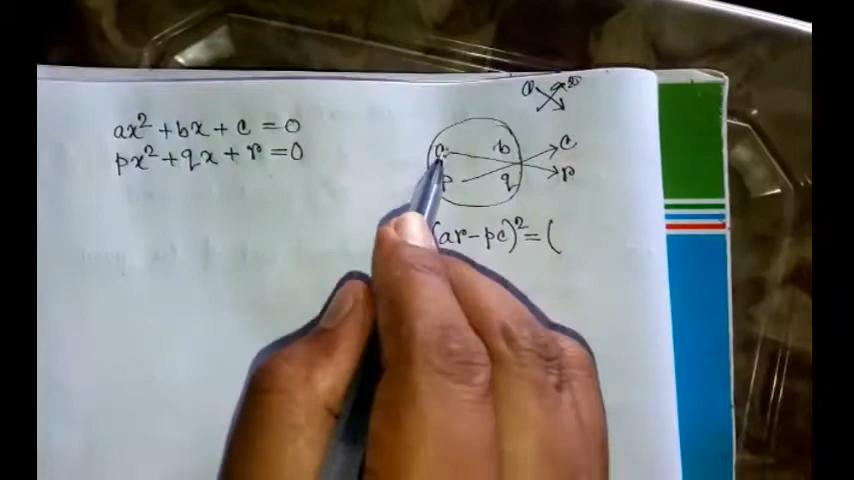 ax² + bx + c = 0
px² + qx + r = 0
a b c
p q r
(ar - pc)² = (